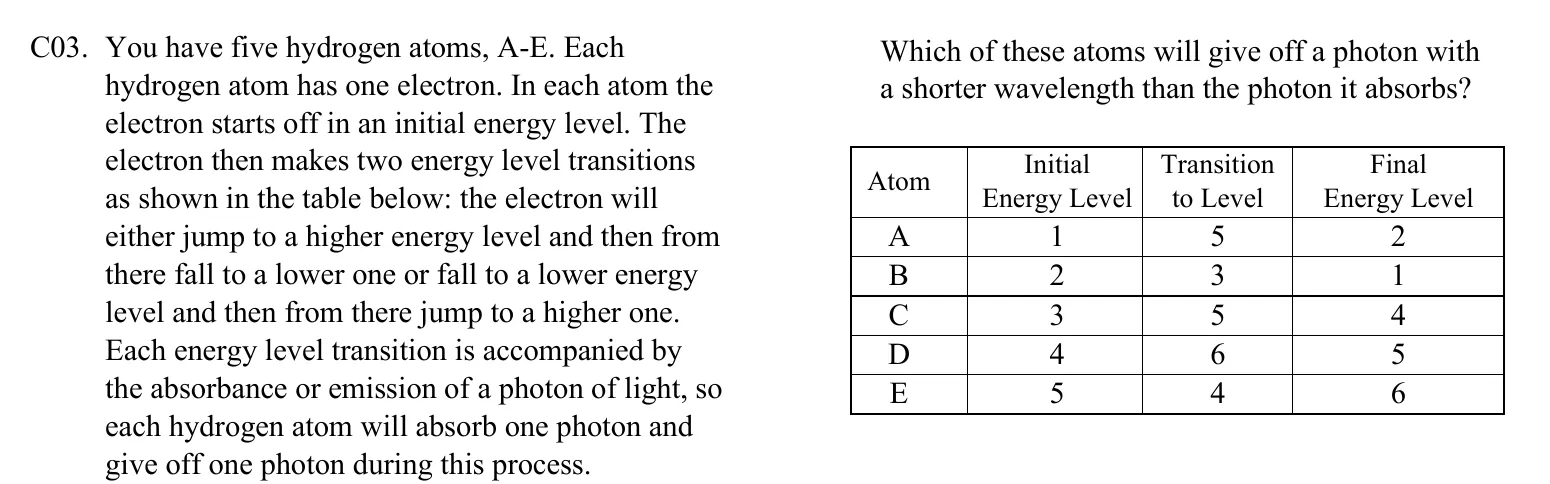 C03. You have five hydrogen atoms, A-E. Each
hydrogen atom has one electron. In each atom the
electron starts off in an initial energy level. The
electron then makes two energy level transitions
as shown in the table below: the electron will
either jump to a higher energy level and then from
there fall to a lower one or fall to a lower energy
level and then from there jump to a higher one.
Each energy level transition is accompanied by
the absorbance or emission of a photon of light, so
each hydrogen atom will absorb one photon and
give off one photon during this process.
Which of these atoms will give off a photon with
a shorter wavelength than the photon it absorbs?
Atom Initial Energy Level Transition to Level Final Energy Level
A 1 5 2
B 2 3 1
C 3 5 4
D 4 6 5
E 5 4 6